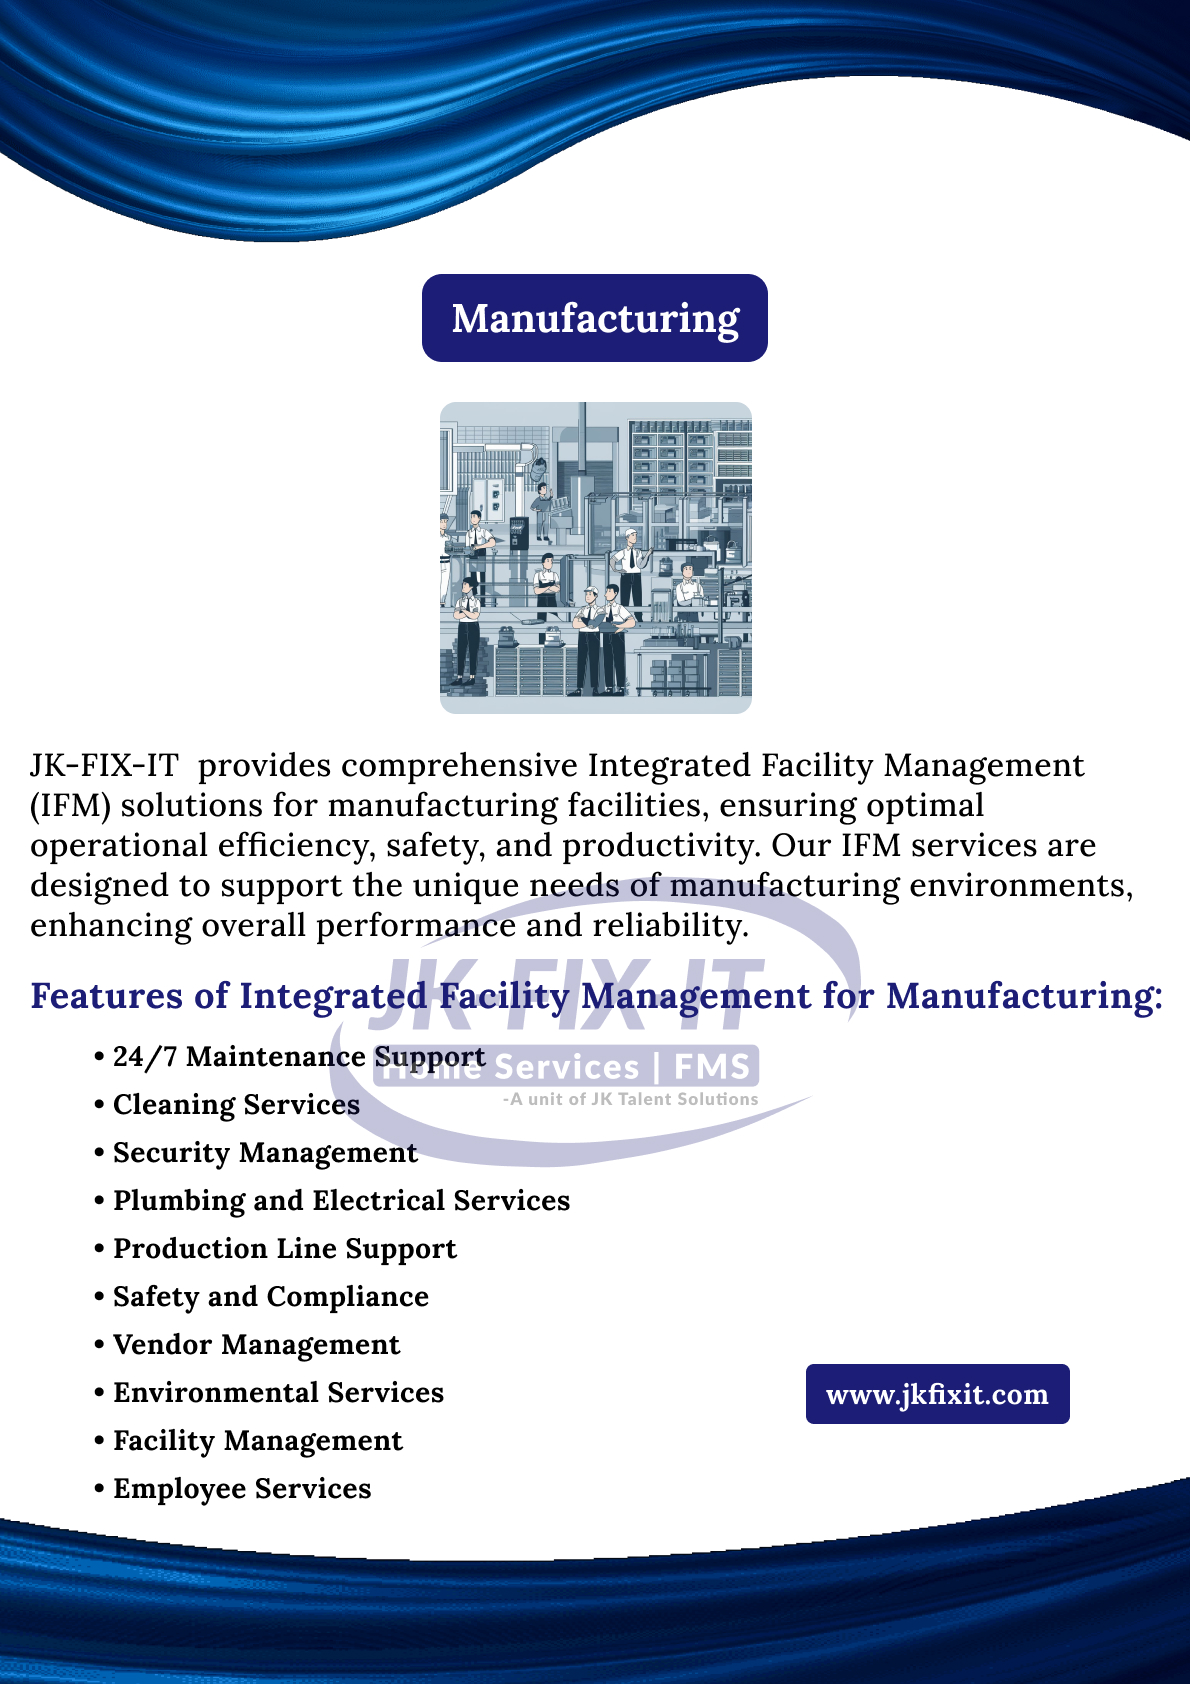 Manufacturing
JK-FIX-IT  provides comprehensive Integrated Facility Management
(IFM) solutions for manufacturing facilities, ensuring optimal
operational efficiency, safety, and productivity. Our IFM services are
designed to support the unique needs of manufacturing environments,
enhancing overall performance and reliability.
JK FIX IT
Home Services | FMS
-A unit of JK Talent Solutions
Features of Integrated Facility Management for Manufacturing:
• 24/7 Maintenance Support
• Cleaning Services
• Security Management
• Plumbing and Electrical Services
• Production Line Support
• Safety and Compliance
• Vendor Management
• Environmental Services
• Facility Management
• Employee Services
www.jkfixit.com